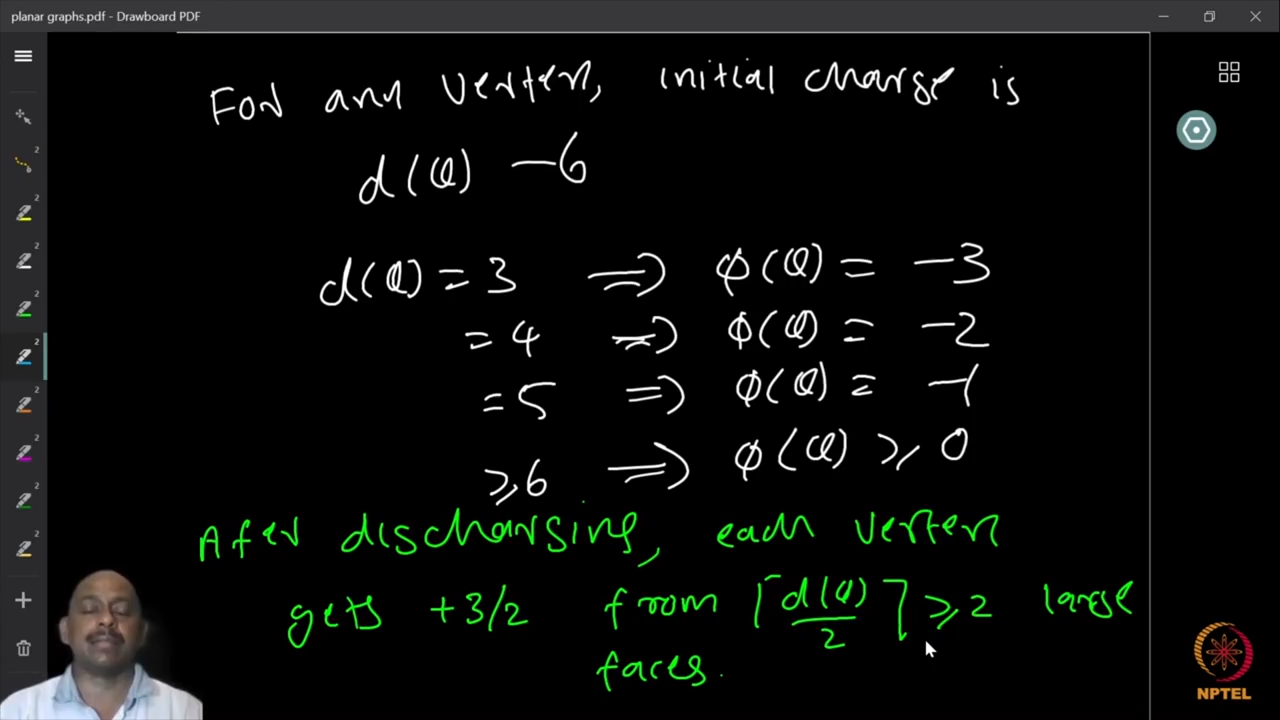 planar graphs.pdf - Drawboard PDF
For any vertex, initial charge is
d(v) - 6
d(v) = 3 ⟹ φ(v) = -3
= 4 ⟹ φ(v) = -2
= 5 ⟹ φ(v) = -1
≥ 6 ⟹ φ(v) ≥ 0
After discharging, each vertex
gets +3/2 from ⌈d(v)/2⌉ ≥ 2 large
faces.
NPTEL